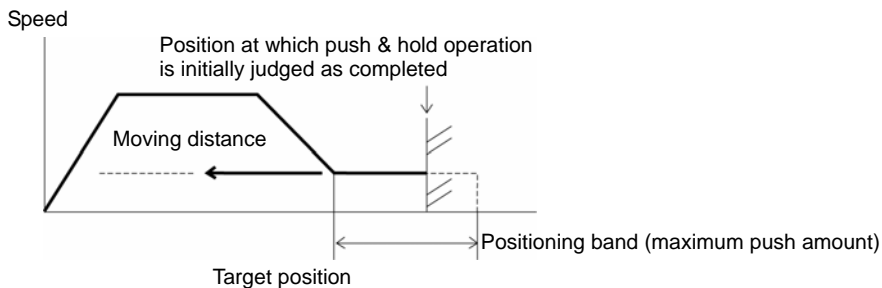 Speed
Position at which push & hold operation
is initially judged as completed
Moving distance
Positioning band (maximum push amount)
Target position